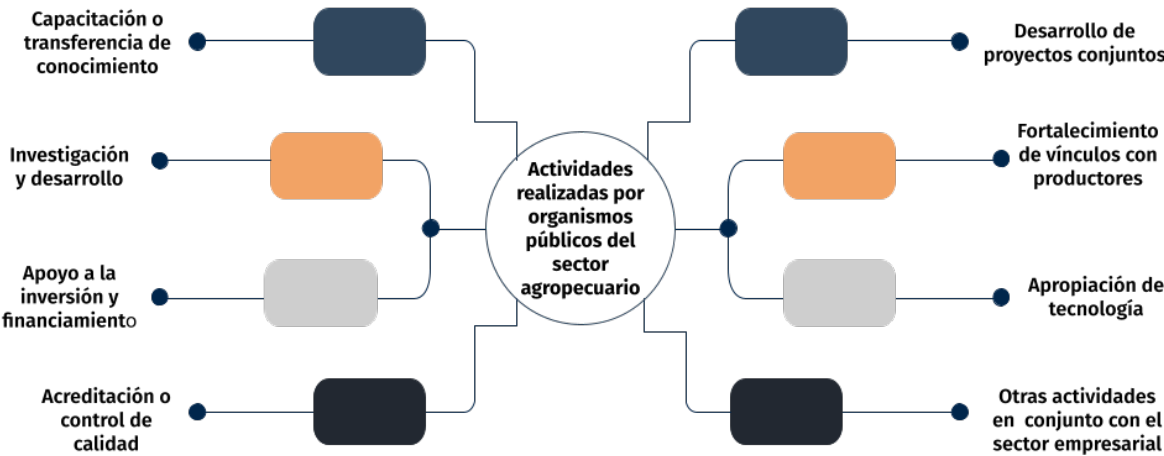 Capacitación o
transferencia de
conocimiento
Investigación
y desarrollo
Apoyo a la
inversión y
financiamiento
Acreditación o
control de
calidad
Actividades
realizadas por
organismos
públicos del
sector
agropecuario
Desarrollo de
proyectos conjuntos
Fortalecimiento
de vínculos con
productores
Apropiación de
tecnología
Otras actividades
en conjunto con el
sector empresarial